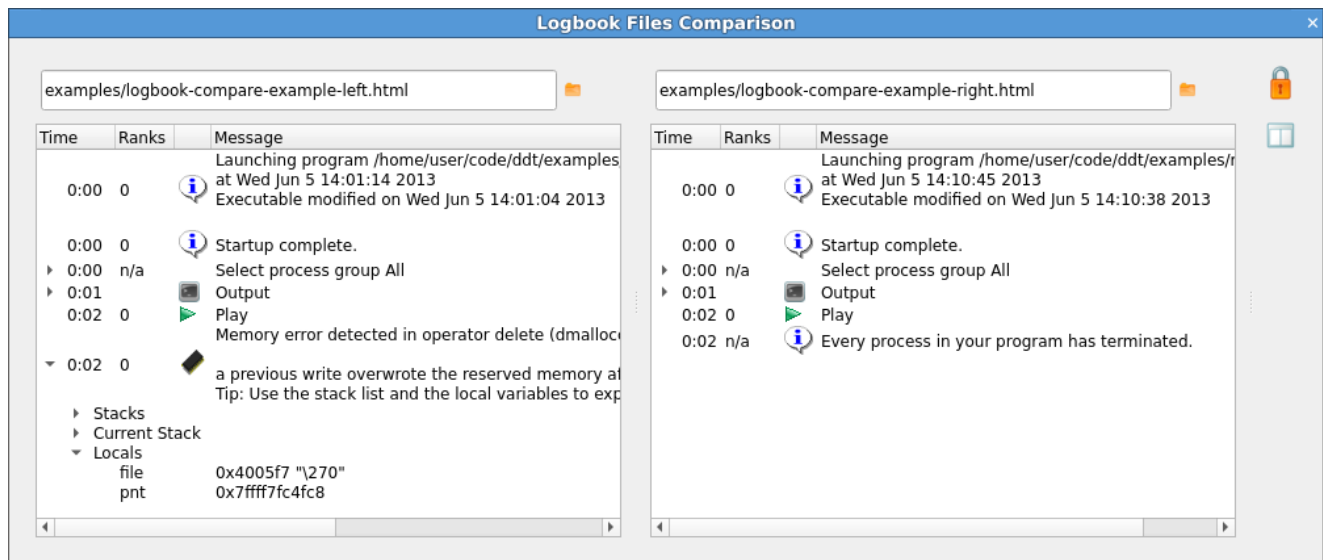 Logbook Files Comparison
examples/logbook-compare-example-left.html
Time Ranks Message
Launching program /home/user/code/ddt/examples
0:00 0 at Wed Jun 5 14:01:14 2013
Executable modified on Wed Jun 5 14:01:04 2013
0:00 0 Startup complete.
0:00 n/a Select process group All
0:01 Output
0:02 0 Play
Memory error detected in operator delete (dmalloc
0:02 0
a previous write overwrote the reserved memory af
Tip: Use the stack list and the local variables to exp
Stacks
Current Stack
Locals
file 0x4005f7 "\270"
pnt 0x7ffff7fc4fc8
examples/logbook-compare-example-right.html
Time Ranks Message
Launching program /home/user/code/ddt/examples/r
0:00 0 at Wed Jun 5 14:10:45 2013
Executable modified on Wed Jun 5 14:10:38 2013
0:00 0 Startup complete.
0:00 n/a Select process group All
0:01 Output
0:02 0 Play
0:02 n/a Every process in your program has terminated.